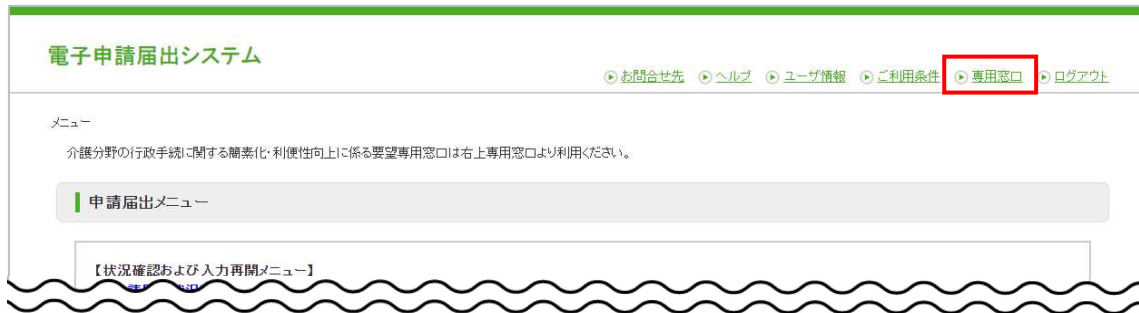 電子申請届出システム
お問合せ先 ヘルプ ユーザ情報 ご利用条件 専用窓口 ログアウト
メニュー
介護分野の行政手続に関する簡素化・利便性向上に係る要望専用窓口は右上専用窓口より利用ください。
申請届出メニュー
【状況確認および入力再開メニュー】